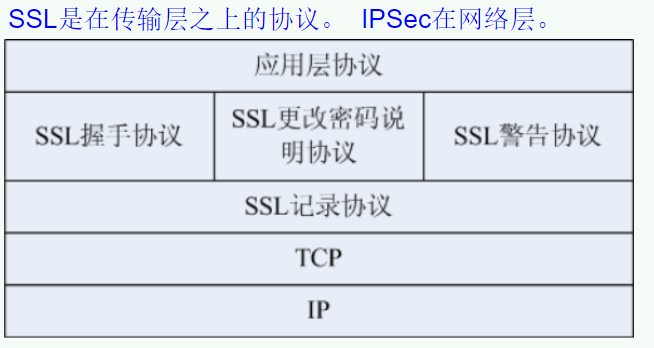 SSL是在传输层之上的协议。 IPSec在网络层。
应用层协议
SSL握手协议
SSL更改密码说
明协议
SSL警告协议
SSL记录协议
TCP
IP